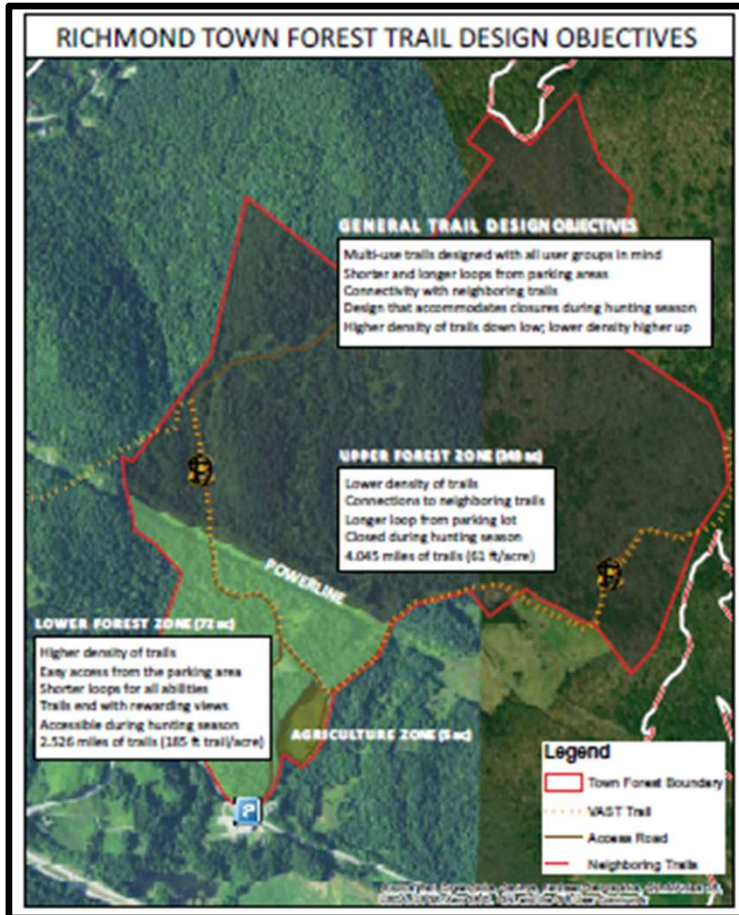 RICHMOND TOWN FOREST TRAIL DESIGN OBJECTIVES
GENERAL TRAIL DESIGN OBJECTIVES
Multi-use trails designed with all user groups in mind
Shorter and longer loops from parking areas
Connectivity with neighboring trails
Design that accommodates closures during hunting season
Higher density of trails down low; lower density higher up
UPPER FOREST ZONE (348 ac)
Lower density of trails
Connections to neighboring trails
Longer loop from parking lot
Closed during hunting season
4.045 miles of trails (61 ft/acre)
POWERLINE
LOWER FOREST ZONE (72 ac)
Higher density of trails
Easy access from the parking area
Shorter loops for all abilities
Trails end with rewarding views
Accessible during hunting season
2.526 miles of trails (185 ft trail/acre)
AGRICULTURE ZONE (5 ac)
P
Legend
Town Forest Boundary
VAST Trail
Access Road
Neighboring Trails